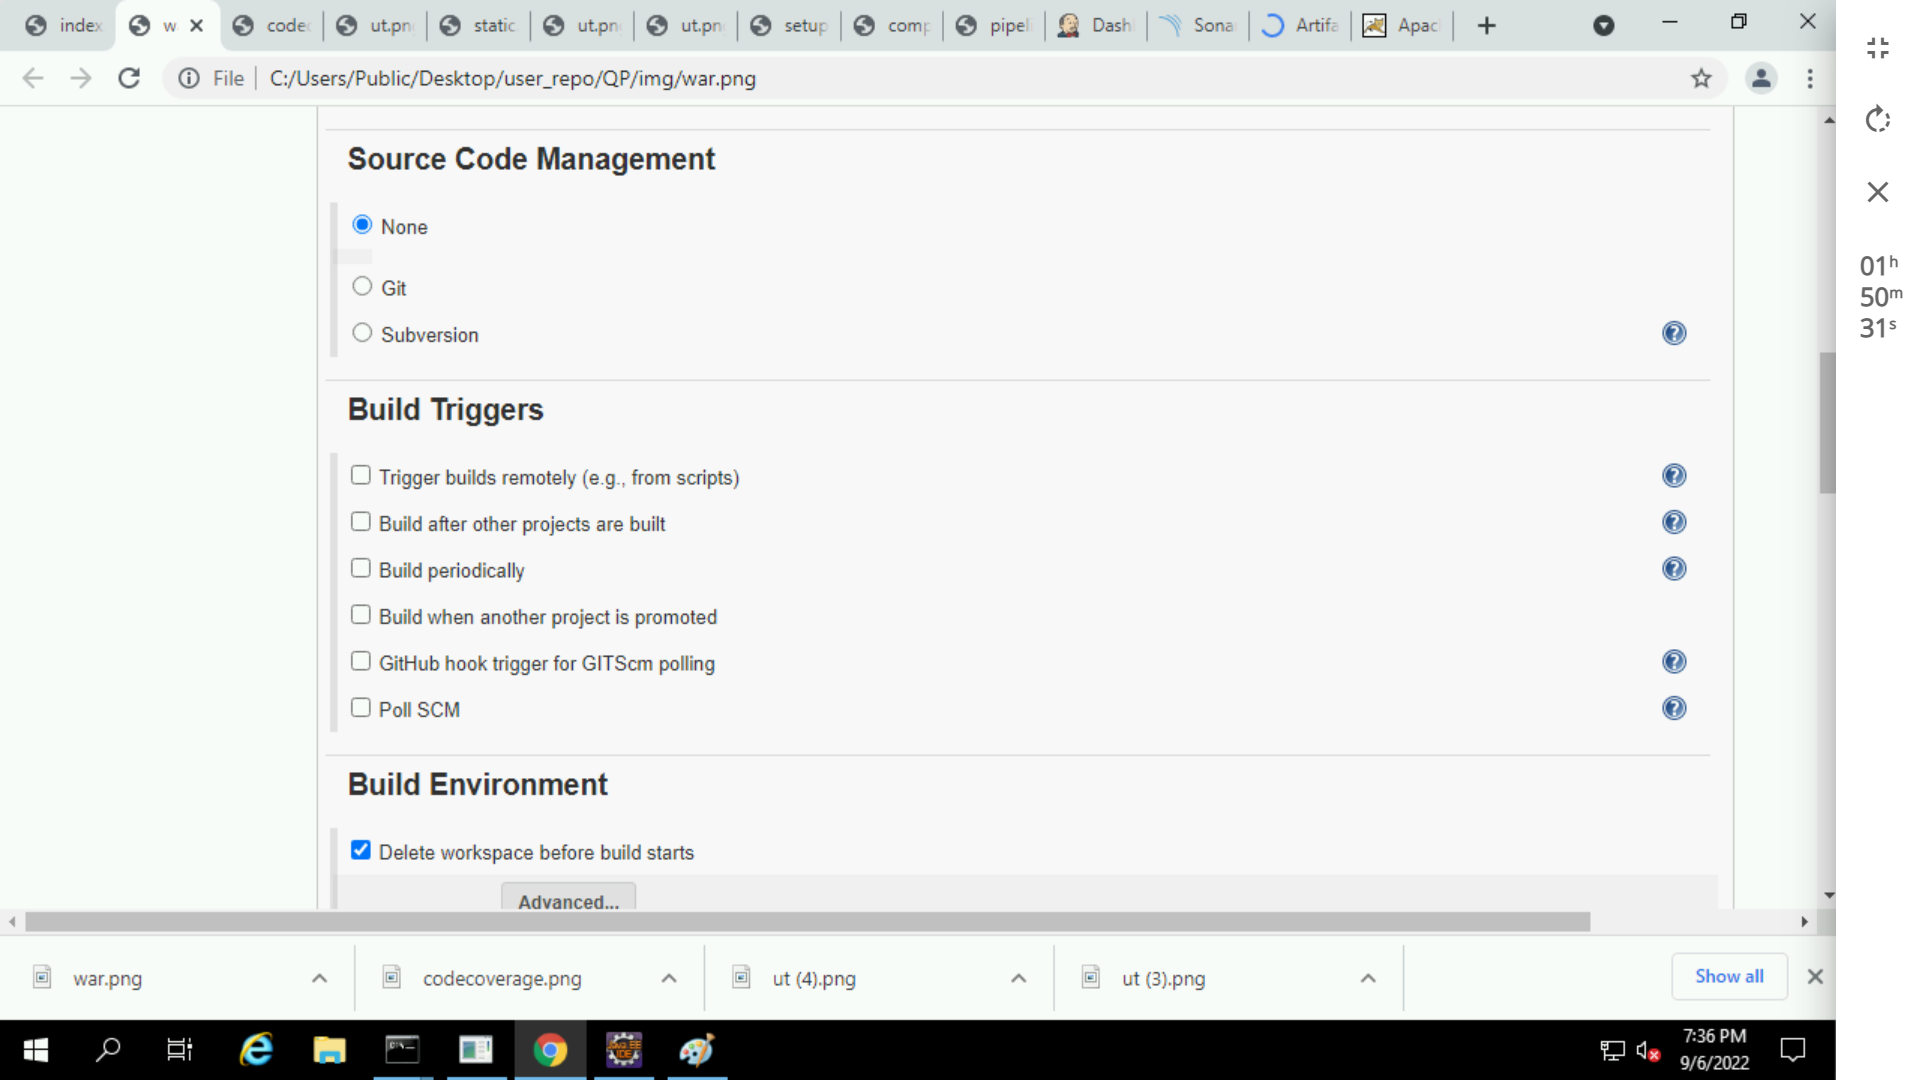 index
w
codec
ut.pn
static
ut.pn
ut.pn
setup
comp
pipeli
Dash
Sona
Artifa
Apac
File
C:/Users/Public/Desktop/user_repo/QP/img/war.png
01h
50m
31s
Source Code Management
None
Git
Subversion
Build Triggers
Trigger builds remotely (e.g., from scripts)
Build after other projects are built
Build periodically
Build when another project is promoted
GitHub hook trigger for GITScm polling
Poll SCM
Build Environment
Delete workspace before build starts
Advanced...
war.png
codecoverage.png
ut (4).png
ut (3).png
Show all
7:36 PM
9/6/2022